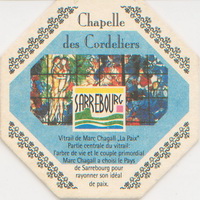 Chapelle
des Cordeliers
SARREBOURG
Vitrail de Marc Chagall „La Paix"
Partie centrale du vitrail
l'arber de vie et le couple primordial
Marc Chagall a choisi le Pays
de Sarrebourg pour
rayonner son idéal
de paix.